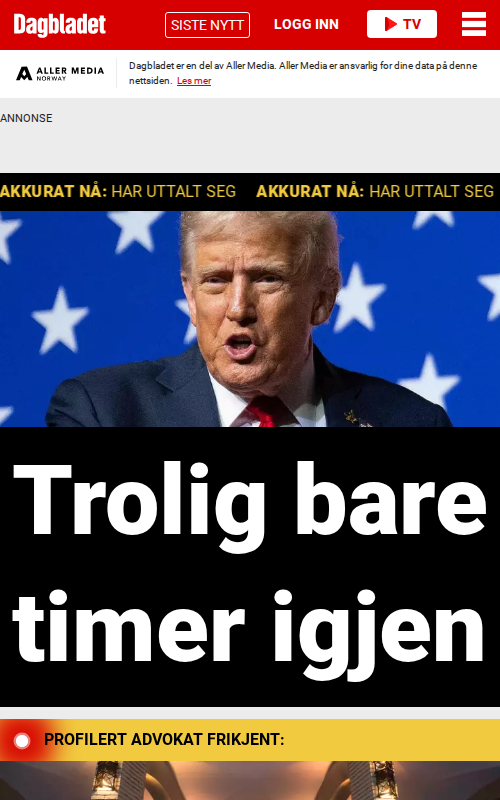 Dagbladet
SISTE NYTT
LOGG INN
TV
ALLER MEDIA
NORWAY
Dagbladet er en del av Aller Media. Aller Media er ansvarlig for dine data på denne
nettsiden. Les mer
ANNONSE
AKKURAT NÅ: HAR UTTALT SEG AKKURAT NÅ: HAR UTTALT SEG
Trolig bare
timer igjen
PROFILERT ADVOKAT FRIKJENT: